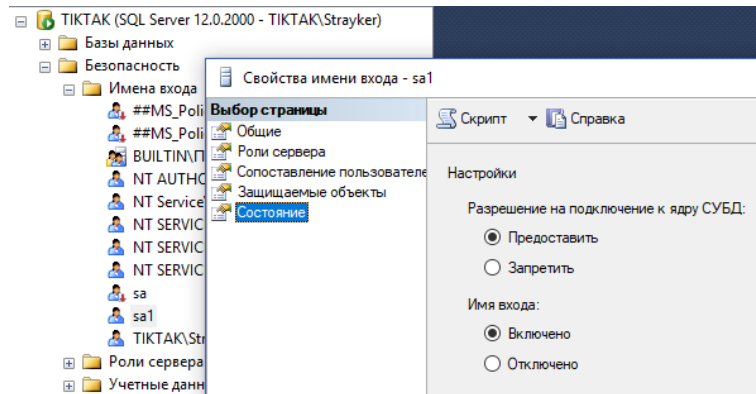 TIKTAK (SQL Server 12.0.2000 - TIKTAK\Strayker)
Базы данных
Безопасность
Имена входа
##MS_Poli
##MS_Poli
BUILTIN\П
NT AUTHO
NT Service\
NT SERVIC
NT SERVIC
NT SERVIC
sa
sa1
TIKTAK\Str
Роли сервера
Учетные данн
Свойства имени входа - sa1
Выбор страницы
Общие
Роли сервера
Сопоставление пользователе
Защищаемые объекты
Состояние
Скрипт
Справка
Настройки
Разрешение на подключение к ядру СУБД:
Предоставить
Запретить
Имя входа:
Включено
Отключено